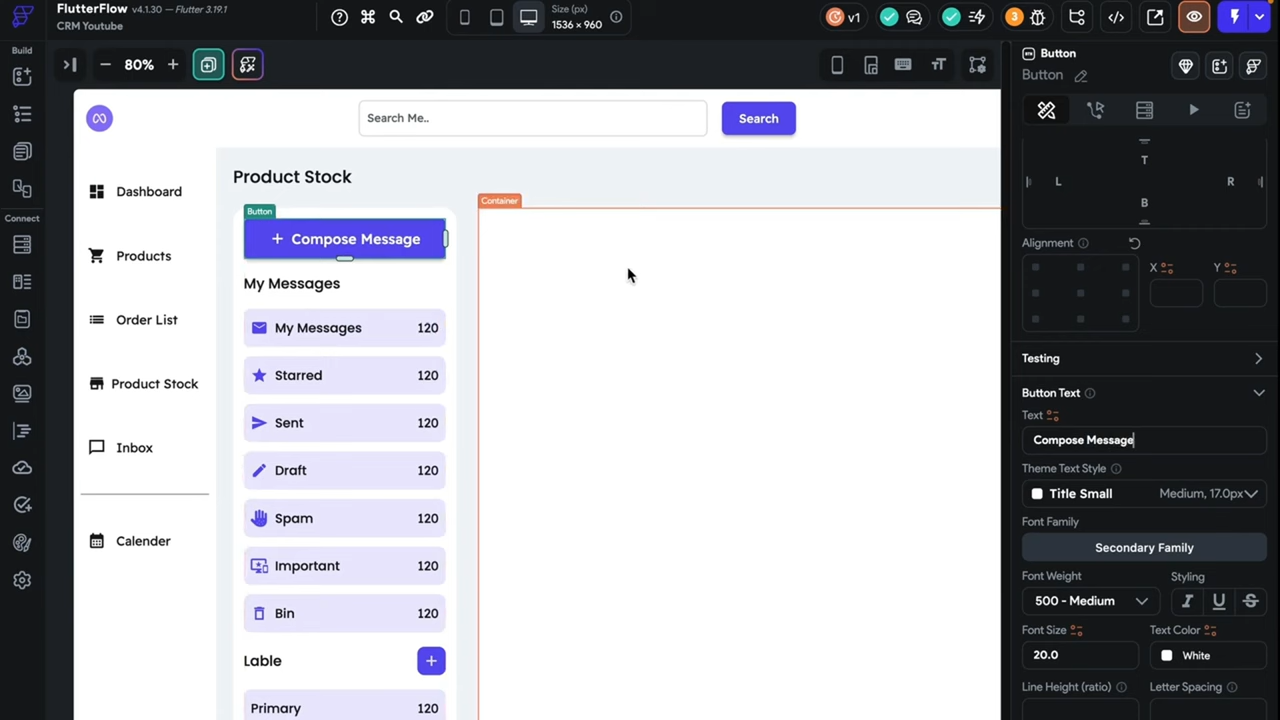 FlutterFlow v4.1.30 - Flutter 3.19.1
CRM Youtube
Size (px)
1536 × 960
v1
3
Build
Connect
80%
Search Me..
Search
Dashboard
Products
Order List
Product Stock
Inbox
Calender
Product Stock
Button
Compose Message
My Messages
My Messages 120
Starred 120
Sent 120
Draft 120
Spam 120
Important 120
Bin 120
Lable
Primary 120
Container
Button
Button
T
L R
B
Alignment
X Y
Testing
Button Text
Text
Compose Message
Theme Text Style
Title Small Medium, 17.0px
Font Family
Secondary Family
Font Weight Styling
500 - Medium I U S
Font Size Text Color
20.0 White
Line Height (ratio) Letter Spacing